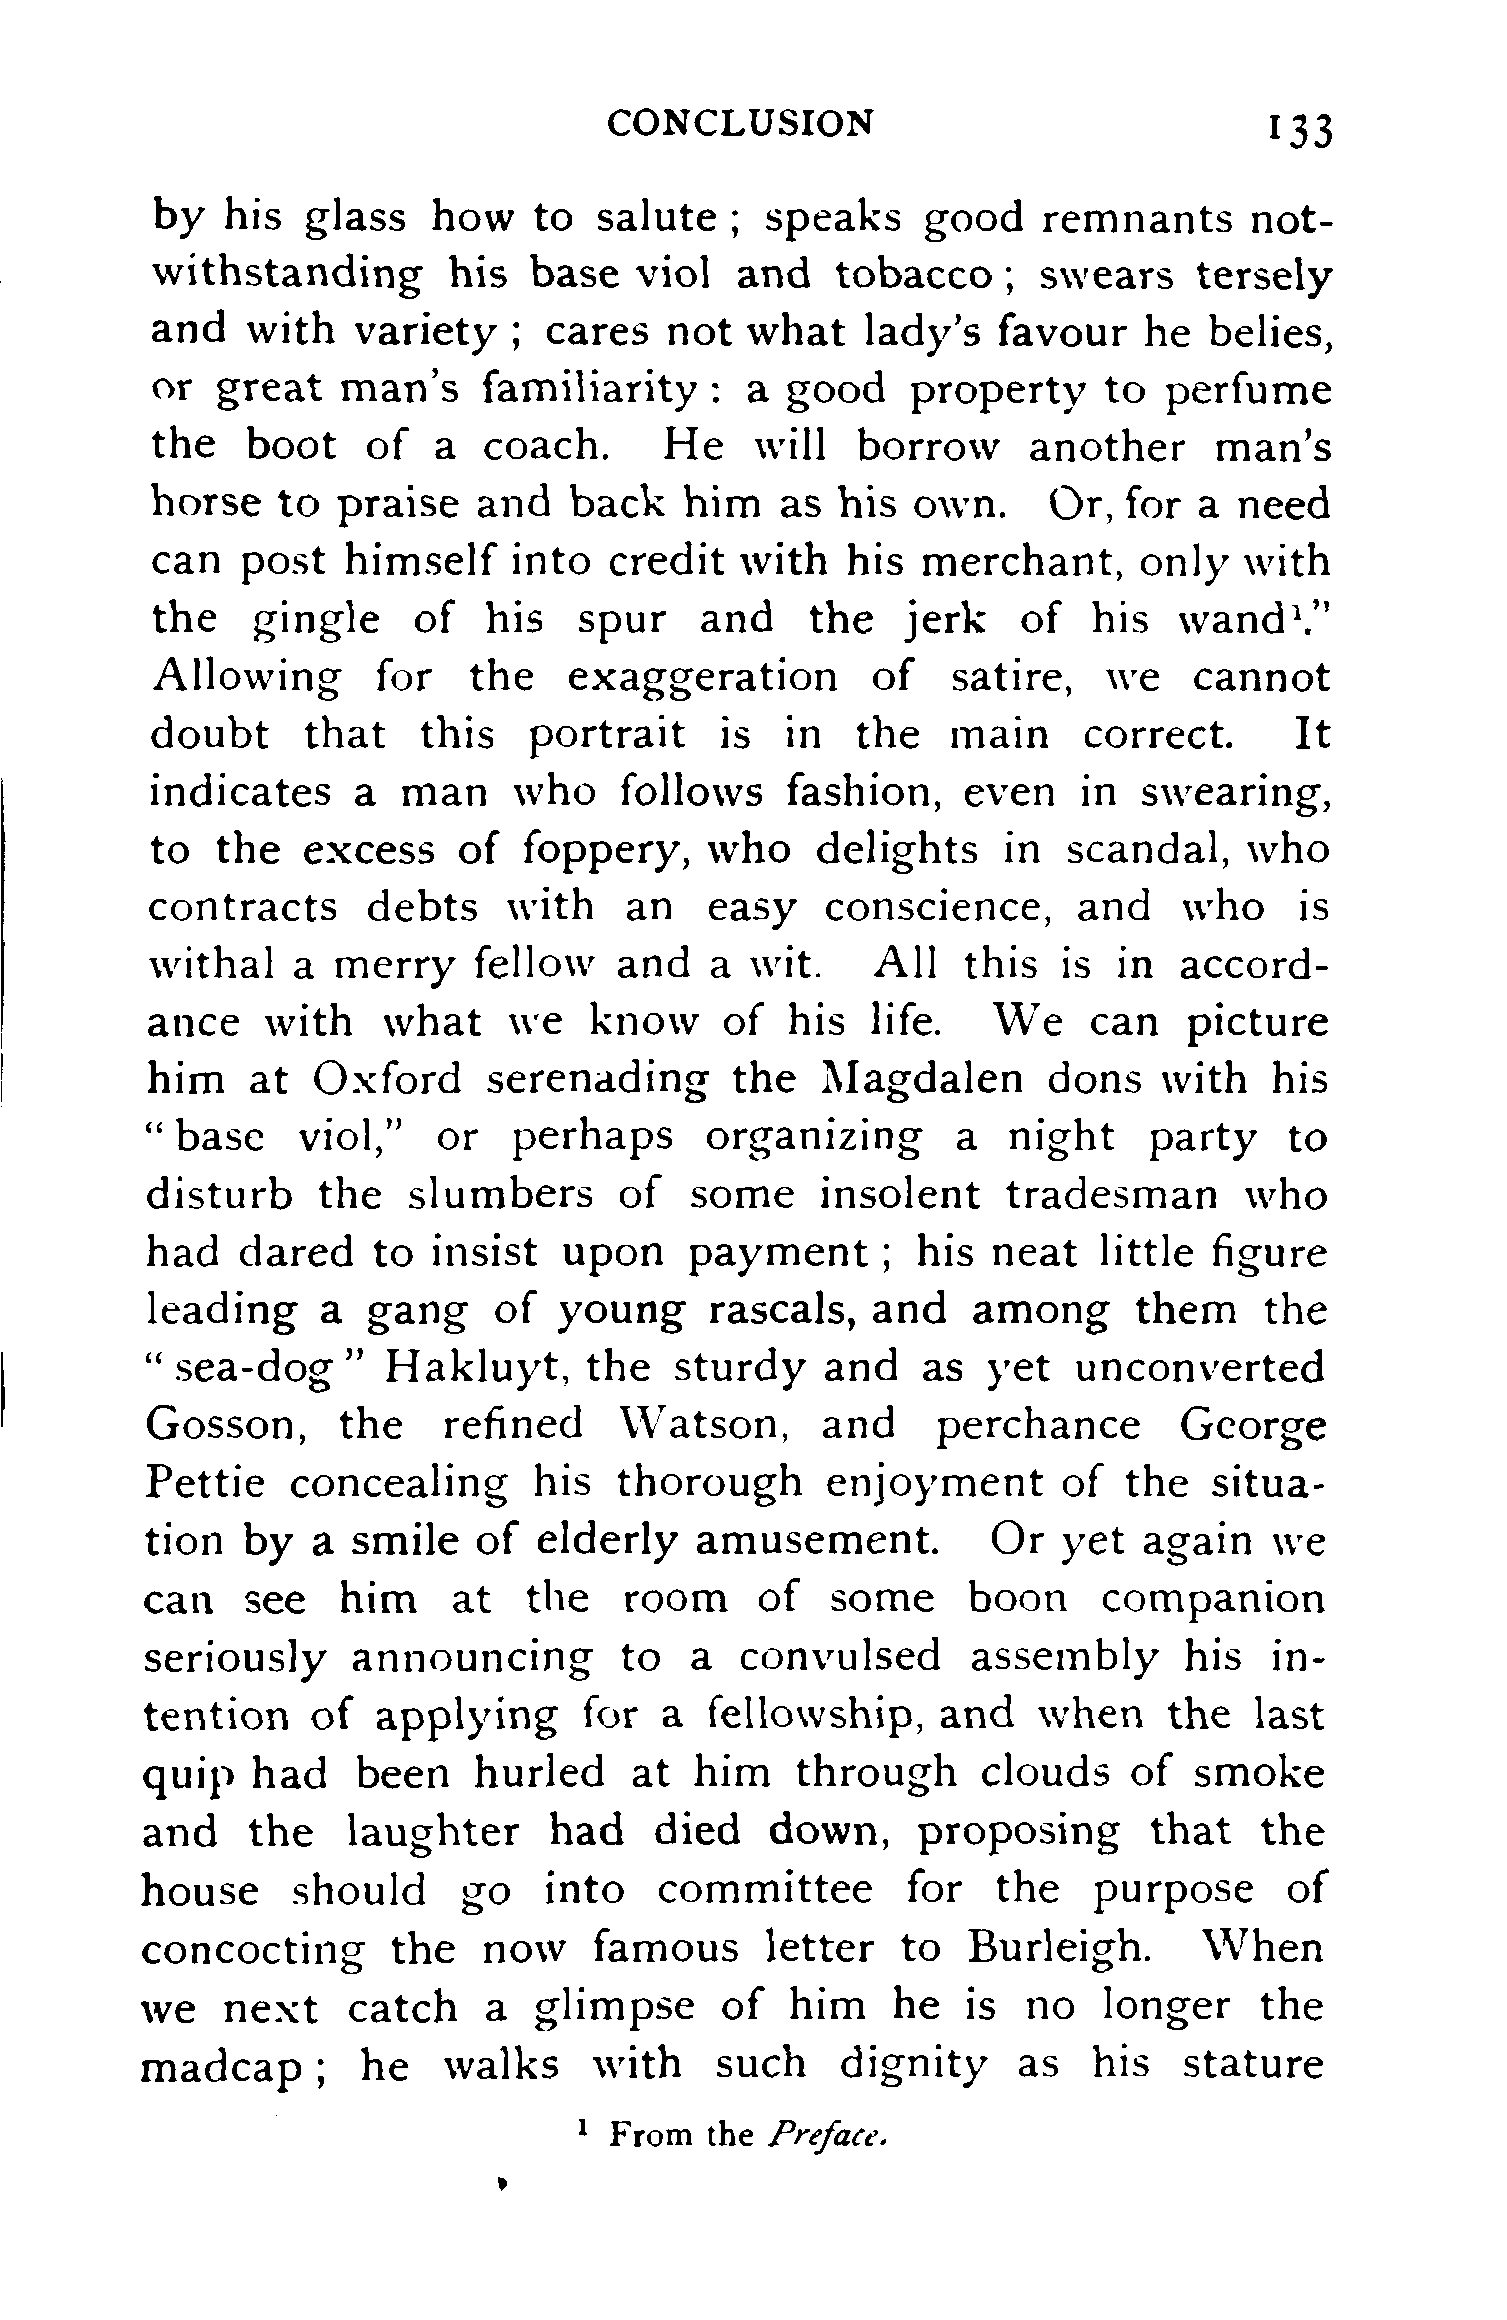 CONCLUSION 133
by his glass how to salute ; speaks good remnants not-
withstanding his base viol and tobacco ; swears tersely
and with variety ; cares not what lady's favour he belies,
or great man's familiarity : a good property to perfume
the boot of a coach. He will borrow another man's
horse to praise and back him as his own. Or, for a need
can post himself into credit with his merchant, only with
the gingle of his spur and the jerk of his wand¹."
Allowing for the exaggeration of satire, we cannot
doubt that this portrait is in the main correct. It
indicates a man who follows fashion, even in swearing,
to the excess of foppery, who delights in scandal, who
contracts debts with an easy conscience, and who is
withal a merry fellow and a wit. All this is in accord-
ance with what we know of his life. We can picture
him at Oxford serenading the Magdalen dons with his
" base viol," or perhaps organizing a night party to
disturb the slumbers of some insolent tradesman who
had dared to insist upon payment ; his neat little figure
leading a gang of young rascals, and among them the
" sea-dog " Hakluyt, the sturdy and as yet unconverted
Gosson, the refined Watson, and perchance George
Pettie concealing his thorough enjoyment of the situa-
tion by a smile of elderly amusement. Or yet again we
can see him at the room of some boon companion
seriously announcing to a convulsed assembly his in-
tention of applying for a fellowship, and when the last
quip had been hurled at him through clouds of smoke
and the laughter had died down, proposing that the
house should go into committee for the purpose of
concocting the now famous letter to Burleigh. When
we next catch a glimpse of him he is no longer the
madcap ; he walks with such dignity as his stature
¹ From the Preface.